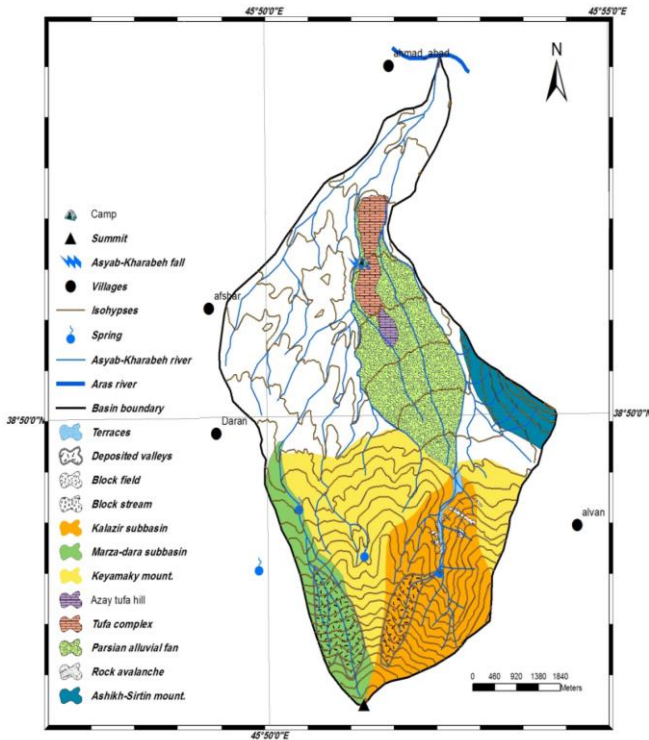 45°50'0"E
45°55'0"E
ahmad_abad
N
Camp
Summit
Asyab-Kharabeh fall
Villages
Isohypses
Spring
Asyab-Kharabeh river
Aras river
Basin boundary
Terraces
Deposited valleys
Block field
Block stream
Kalazir subbasin
Marza-dara subbasin
Keyamaky mount.
Azay tufa hill
Tufa complex
Parsian alluvial fan
Rock avalanche
Ashikh-Sirtin mount.
afshar
38°50'0"N
38°50'0"N
Daran
alvan
0 460 920 1380 1840
Meters
45°50'0"E